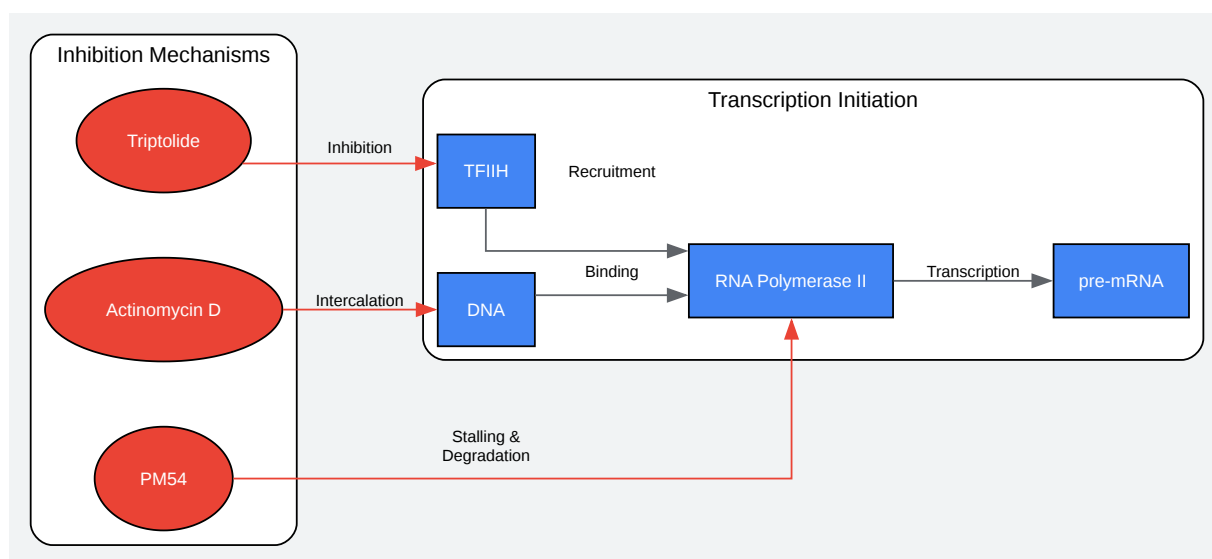 Inhibition Mechanisms
Triptolide
Actinomycin D
PM54
Inhibition
Intercalation
Stalling &
Degradation
Transcription Initiation
TFIIH
Recruitment
DNA
Binding
RNA Polymerase II
Transcription
pre-mRNA